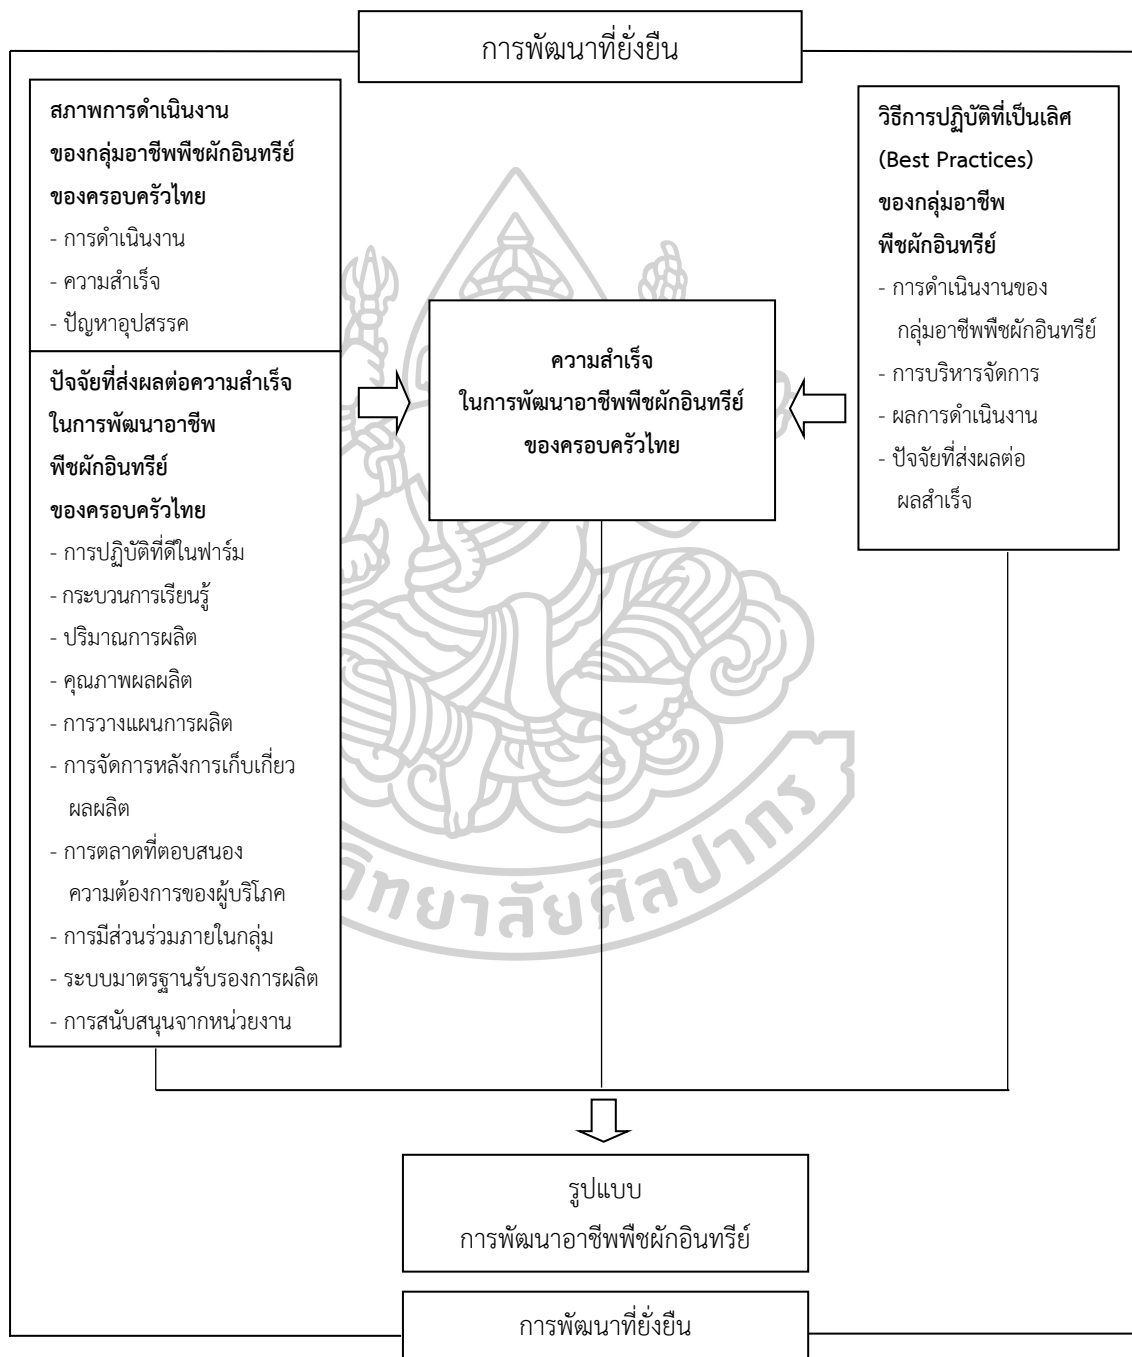 การพัฒนาที่ยั่งยืน
สภาพการดำเนินงาน
ของกลุ่มอาชีพพืชผักอินทรีย์
ของครอบครัวไทย
- การดำเนินงาน
- ความสำเร็จ
- ปัญหาอุปสรรค
ปัจจัยที่ส่งผลต่อความสำเร็จ
ในการพัฒนาอาชีพ
พืชผักอินทรีย์
ของครอบครัวไทย
- การปฏิบัติที่ดีในฟาร์ม
- กระบวนการเรียนรู้
- ปริมาณการผลิต
- คุณภาพผลผลิต
- การวางแผนการผลิต
- การจัดการหลังการเก็บเกี่ยว
ผลผลิต
- การตลาดที่ตอบสนอง
ความต้องการของผู้บริโภค
- การมีส่วนร่วมภายในกลุ่ม
- ระบบมาตรฐานรับรองการผลิต
- การสนับสนุนจากหน่วยงาน
ความสำเร็จ
ในการพัฒนาอาชีพพืชผักอินทรีย์
ของครอบครัวไทย
วิธีการปฏิบัติที่เป็นเลิศ
(Best Practices)
ของกลุ่มอาชีพ
พืชผักอินทรีย์
- การดำเนินงานของ
กลุ่มอาชีพพืชผักอินทรีย์
- การบริหารจัดการ
- ผลการดำเนินงาน
- ปัจจัยที่ส่งผลต่อ
ผลสำเร็จ
วิทยาลัยศิลปากร
รูปแบบ
การพัฒนาอาชีพพืชผักอินทรีย์
การพัฒนาที่ยั่งยืน